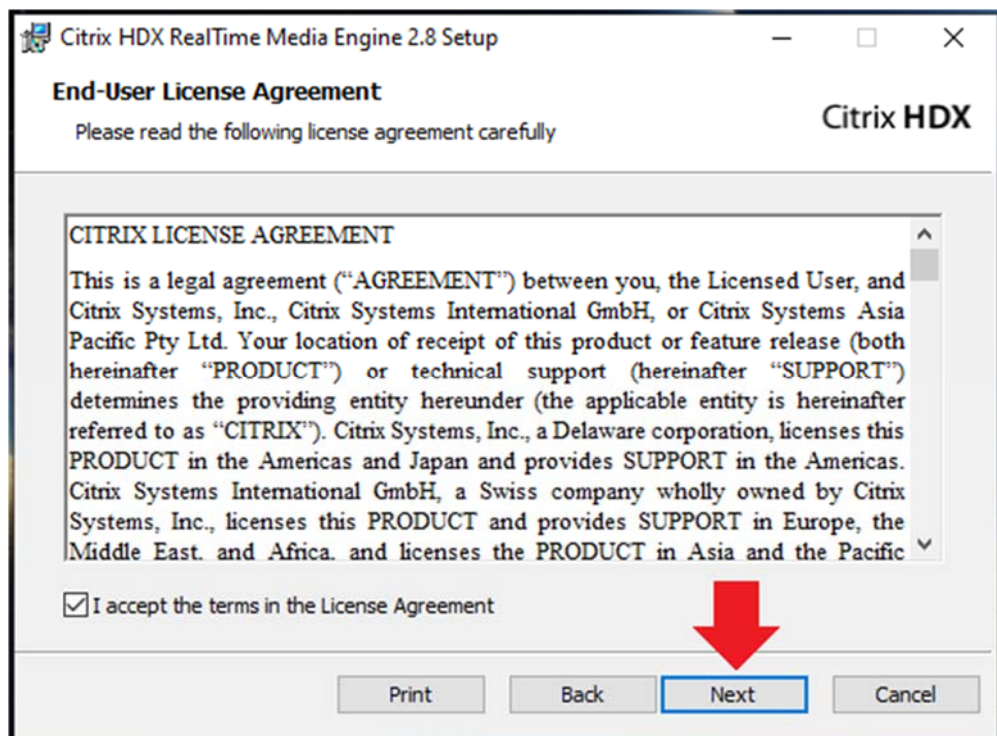 Citrix HDX RealTime Media Engine 2.8 Setup
End-User License Agreement
Please read the following license agreement carefully
Citrix HDX
CITRIX LICENSE AGREEMENT
This is a legal agreement (“AGREEMENT”) between you, the Licensed User, and
Citrix Systems, Inc., Citrix Systems International GmbH, or Citrix Systems Asia
Pacific Pty Ltd. Your location of receipt of this product or feature release (both
hereinafter “PRODUCT”) or technical support (hereinafter “SUPPORT”)
determines the providing entity hereunder (the applicable entity is hereinafter
referred to as “CITRIX”). Citrix Systems, Inc., a Delaware corporation, licenses this
PRODUCT in the Americas and Japan and provides SUPPORT in the Americas.
Citrix Systems International GmbH, a Swiss company wholly owned by Citrix
Systems, Inc., licenses this PRODUCT and provides SUPPORT in Europe, the
Middle East, and Africa, and licenses the PRODUCT in Asia and the Pacific
I accept the terms in the License Agreement
Print Back Next Cancel